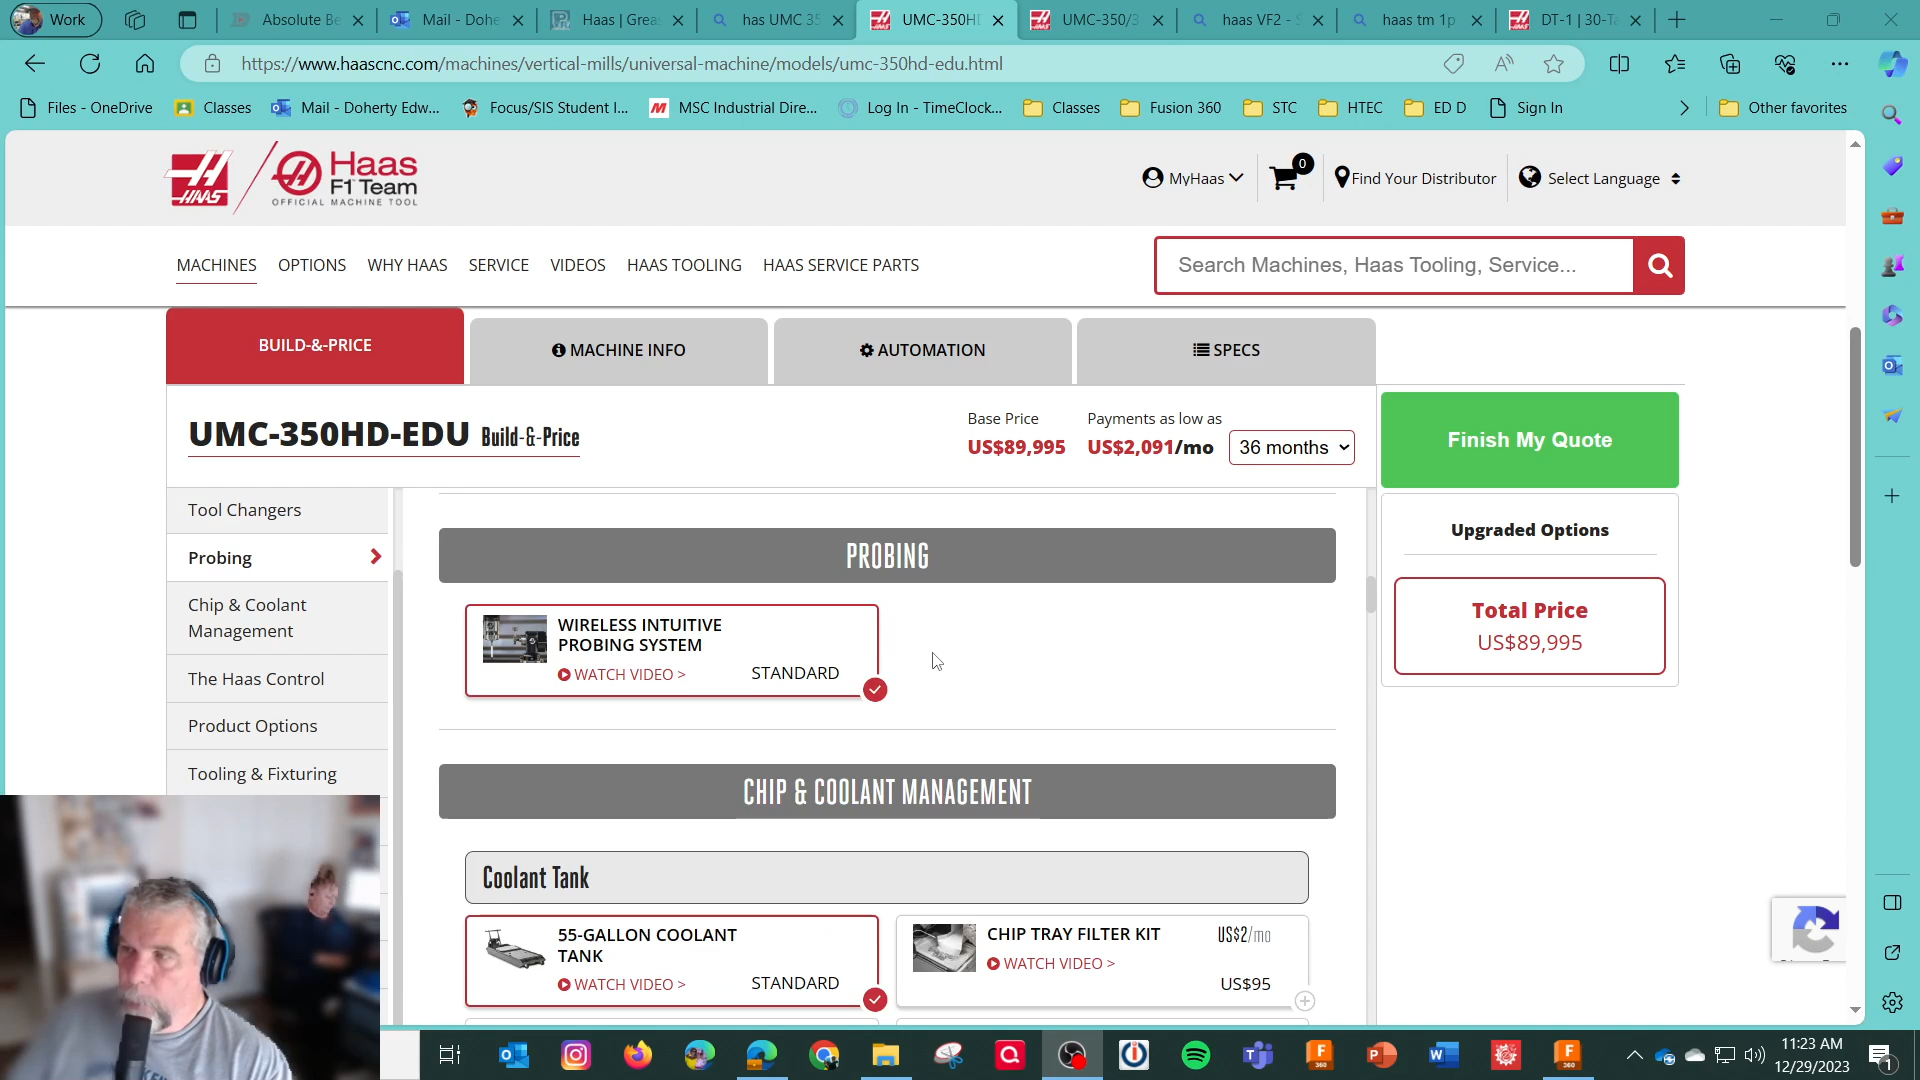 Work
Absolute Be
Mail - Dohe
Haas | Grea
has UMC 35
UMC-350HD
UMC-350/3
haas VF2 - S
haas tm 1p
DT-1 | 30-Ta
https://www.haascnc.com/machines/vertical-mills/universal-machine/models/umc-350hd-edu.html
Files - OneDrive
Classes
Mail - Doherty Edw...
Focus/SIS Student I...
MSC Industrial Dire...
Log In - TimeClock...
Classes
Fusion 360
STC
HTEC
ED D
Sign In
Other favorites
HAAS
Haas
F1 Team
OFFICIAL MACHINE TOOL
MyHaas
0
Find Your Distributor
Select Language
MACHINES
OPTIONS
WHY HAAS
SERVICE
VIDEOS
HAAS TOOLING
HAAS SERVICE PARTS
Search Machines, Haas Tooling, Service...
BUILD-&-PRICE
MACHINE INFO
AUTOMATION
SPECS
UMC-350HD-EDU Build-&-Price
Base Price
US$89,995
Payments as low as
US$2,091/mo
36 months
Finish My Quote
Tool Changers
Probing
Chip & Coolant
Management
The Haas Control
Product Options
Tooling & Fixturing
PROBING
WIRELESS INTUITIVE
PROBING SYSTEM
WATCH VIDEO >
STANDARD
CHIP & COOLANT MANAGEMENT
Coolant Tank
55-GALLON COOLANT
TANK
WATCH VIDEO >
STANDARD
CHIP TRAY FILTER KIT
US$2/mo
WATCH VIDEO >
US$95
Upgraded Options
Total Price
US$89,995
11:23 AM
12/29/2023
1